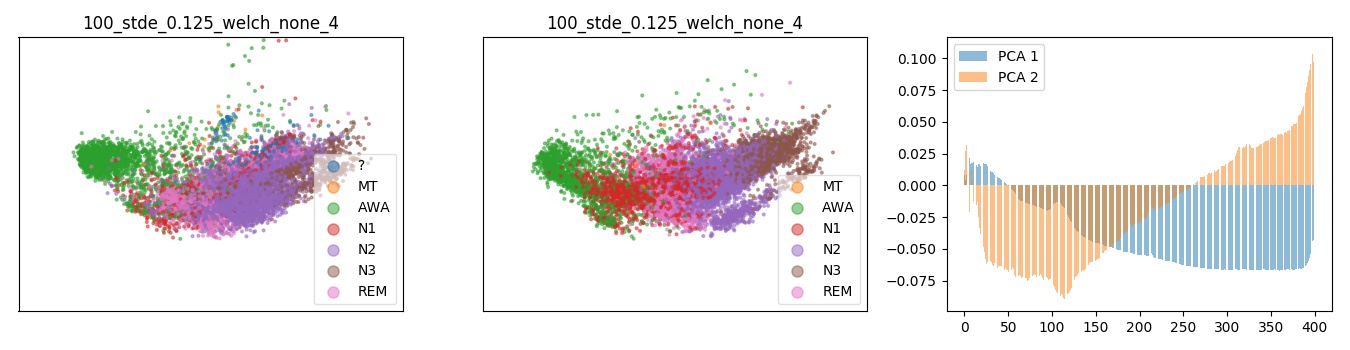 100_stde_0.125_welch_none_4
?
MT
AWA
N1
N2
N3
REM
100_stde_0.125_welch_none_4
MT
AWA
N1
N2
N3
REM
PCA 1
PCA 2
0.100
0.075
0.050
0.025
0.000
-0.025
-0.050
-0.075
0 50 100 150 200 250 300 350 400